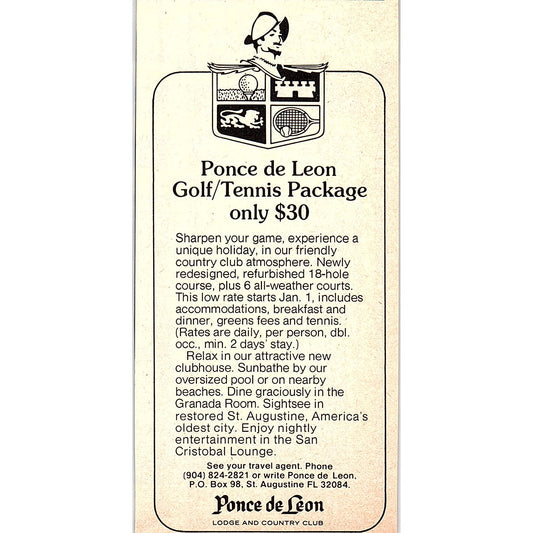 Ponce de Leon
Golf/Tennis Package
only $30
Sharpen your game, experience a
unique holiday, in our friendly
country club atmosphere. Newly
redesigned, refurbished 18-hole
course, plus 6 all-weather courts.
This low rate starts Jan. 1, includes
accommodations, breakfast and
dinner, greens fees and tennis.
(Rates are daily, per person, dbl.
occ., min. 2 days' stay.)
Relax in our attractive new
clubhouse. Sunbathe by our
oversized pool or on nearby
beaches. Dine graciously in the
Granada Room. Sightsee in
restored St. Augustine, America's
oldest city. Enjoy nightly
entertainment in the San
Cristobal Lounge.
See your travel agent. Phone
(904) 824-2821 or write Ponce de Leon,
P.O. Box 98, St. Augustine FL 32084.
Ponce de León
LODGE AND COUNTRY CLUB